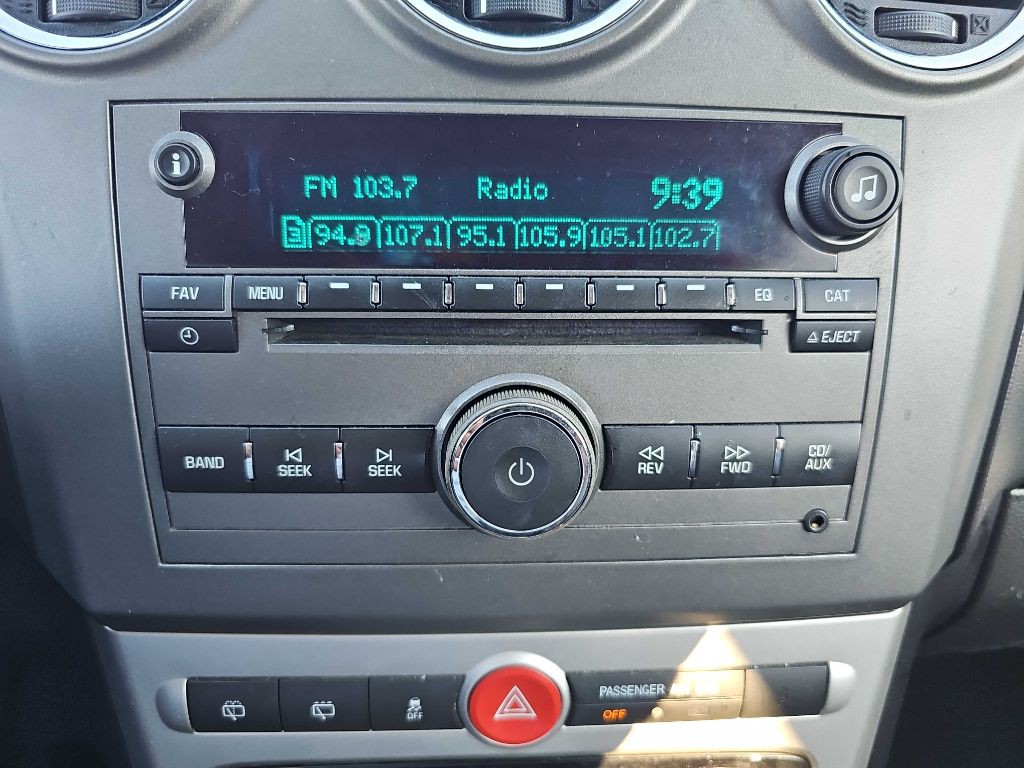 i
FM 103.7 Radio 9:39
94.9 107.1 95.1 105.9 105.1 102.7
FAV MENU EQ CAT
EJECT
BAND SEEK SEEK REV FWD CD/
AUX
PASSENGER
OFF OFF